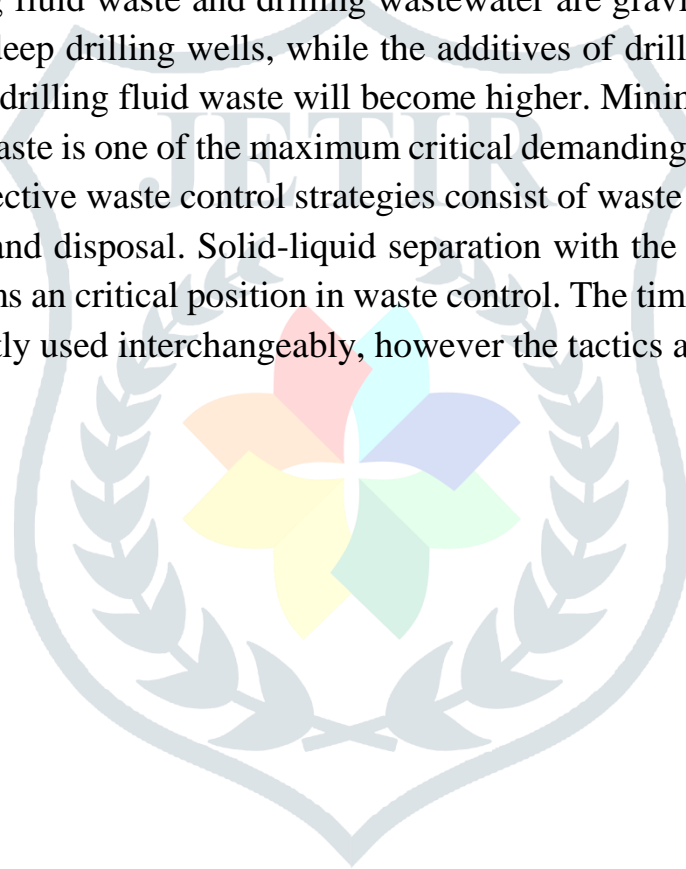 fluid waste and drilling wastewater are gravi
deep drilling wells, while the additives of drill
drilling fluid waste will become higher. Minin
aste is one of the maximum critical demanding
ective waste control strategies consist of waste
and disposal. Solid-liquid separation with the
ns an critical position in waste control. The tim
tly used interchangeably, however the tactics a
JETIR